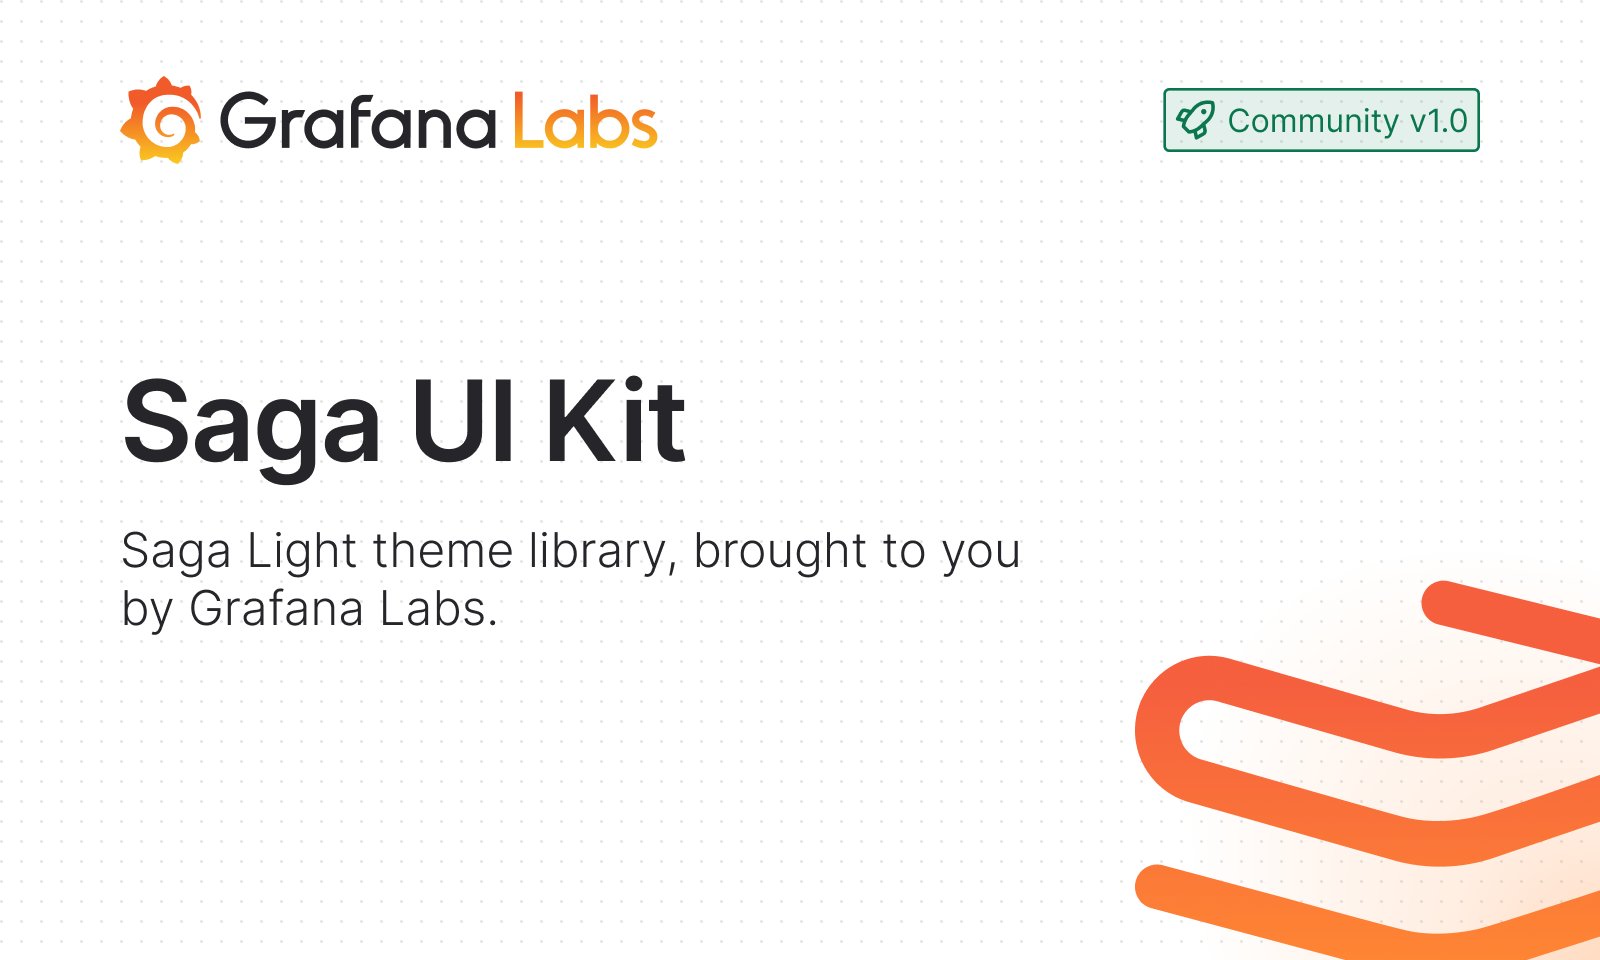 Grafana Labs
Community v1.0
Saga UI Kit
Saga Light theme library, brought to you
by Grafana Labs.